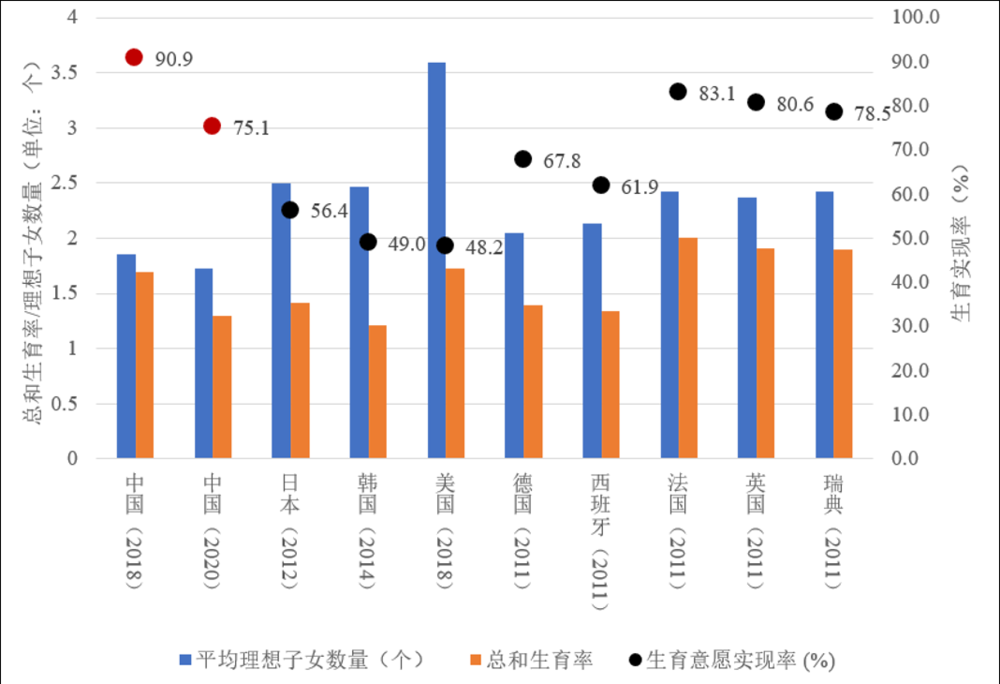 总和生育率/理想子女数量（单位：个）
4
3.5
3
2.5
2
1.5
1
0.5
0
90.9
75.1
56.4
49.0
48.2
67.8
61.9
83.1
80.6
78.5
100.0
90.0
80.0
70.0
60.0
50.0
40.0
30.0
20.0
10.0
0.0
生育实现率（%）
中国（2018）
中国（2020）
日本（2012）
韩国（2014）
美国（2018）
德国（2011）
西班牙（2011）
法国（2011）
英国（2011）
瑞典（2011）
平均理想子女数量（个）
总和生育率
生育意愿实现率 (%)